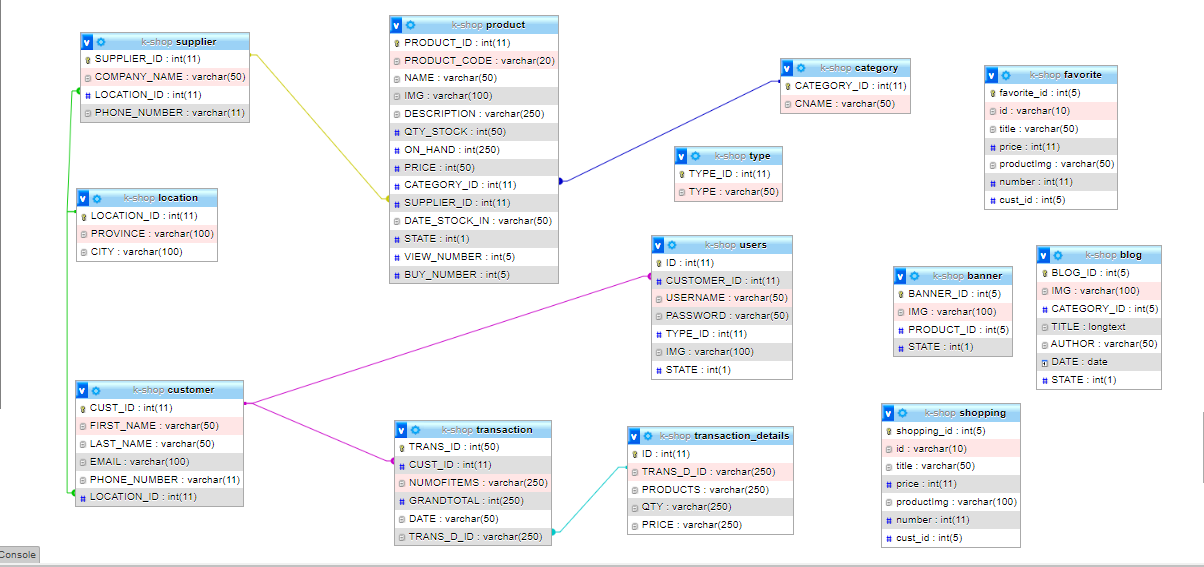 v k-shop supplier
SUPPLIER_ID : int(11)
COMPANY_NAME : varchar(50)
# LOCATION_ID : int(11)
PHONE_NUMBER : varchar(11)
v k-shop location
LOCATION_ID : int(11)
PROVINCE : varchar(100)
CITY : varchar(100)
v k-shop customer
CUST_ID : int(11)
FIRST_NAME : varchar(50)
LAST_NAME : varchar(50)
EMAIL : varchar(100)
PHONE_NUMBER : varchar(11)
# LOCATION_ID : int(11)
v k-shop product
PRODUCT_ID : int(11)
PRODUCT_CODE : varchar(20)
NAME : varchar(50)
IMG : varchar(100)
DESCRIPTION : varchar(250)
# QTY_STOCK : int(50)
# ON_HAND : int(250)
# PRICE : int(50)
# CATEGORY_ID : int(11)
# SUPPLIER_ID : int(11)
DATE_STOCK_IN : varchar(50)
# STATE : int(1)
# VIEW_NUMBER : int(5)
# BUY_NUMBER : int(5)
v k-shop transaction
TRANS_ID : int(50)
# CUST_ID : int(11)
NUMOFITEMS : varchar(250)
# GRANDTOTAL : int(250)
DATE : varchar(50)
TRANS_D_ID : varchar(250)
v k-shop category
CATEGORY_ID : int(11)
CNAME : varchar(50)
v k-shop type
TYPE_ID : int(11)
TYPE : varchar(50)
v k-shop users
ID : int(11)
# CUSTOMER_ID : int(11)
USERNAME : varchar(50)
PASSWORD : varchar(50)
# TYPE_ID : int(11)
IMG : varchar(100)
# STATE : int(1)
v k-shop transaction_details
ID : int(11)
TRANS_D_ID : varchar(250)
PRODUCTS : varchar(250)
QTY : varchar(250)
PRICE : varchar(250)
v k-shop favorite
favorite_id : int(5)
id : varchar(10)
title : varchar(50)
# price : int(11)
productImg : varchar(50)
# number : int(11)
# cust_id : int(5)
v k-shop banner
BANNER_ID : int(5)
IMG : varchar(100)
# PRODUCT_ID : int(5)
# STATE : int(1)
v k-shop blog
BLOG_ID : int(5)
IMG : varchar(100)
# CATEGORY_ID : int(5)
TITLE : longtext
AUTHOR : varchar(50)
DATE : date
# STATE : int(1)
v k-shop shopping
shopping_id : int(5)
id : varchar(10)
title : varchar(50)
# price : int(11)
productImg : varchar(100)
# number : int(11)
# cust_id : int(5)
Console